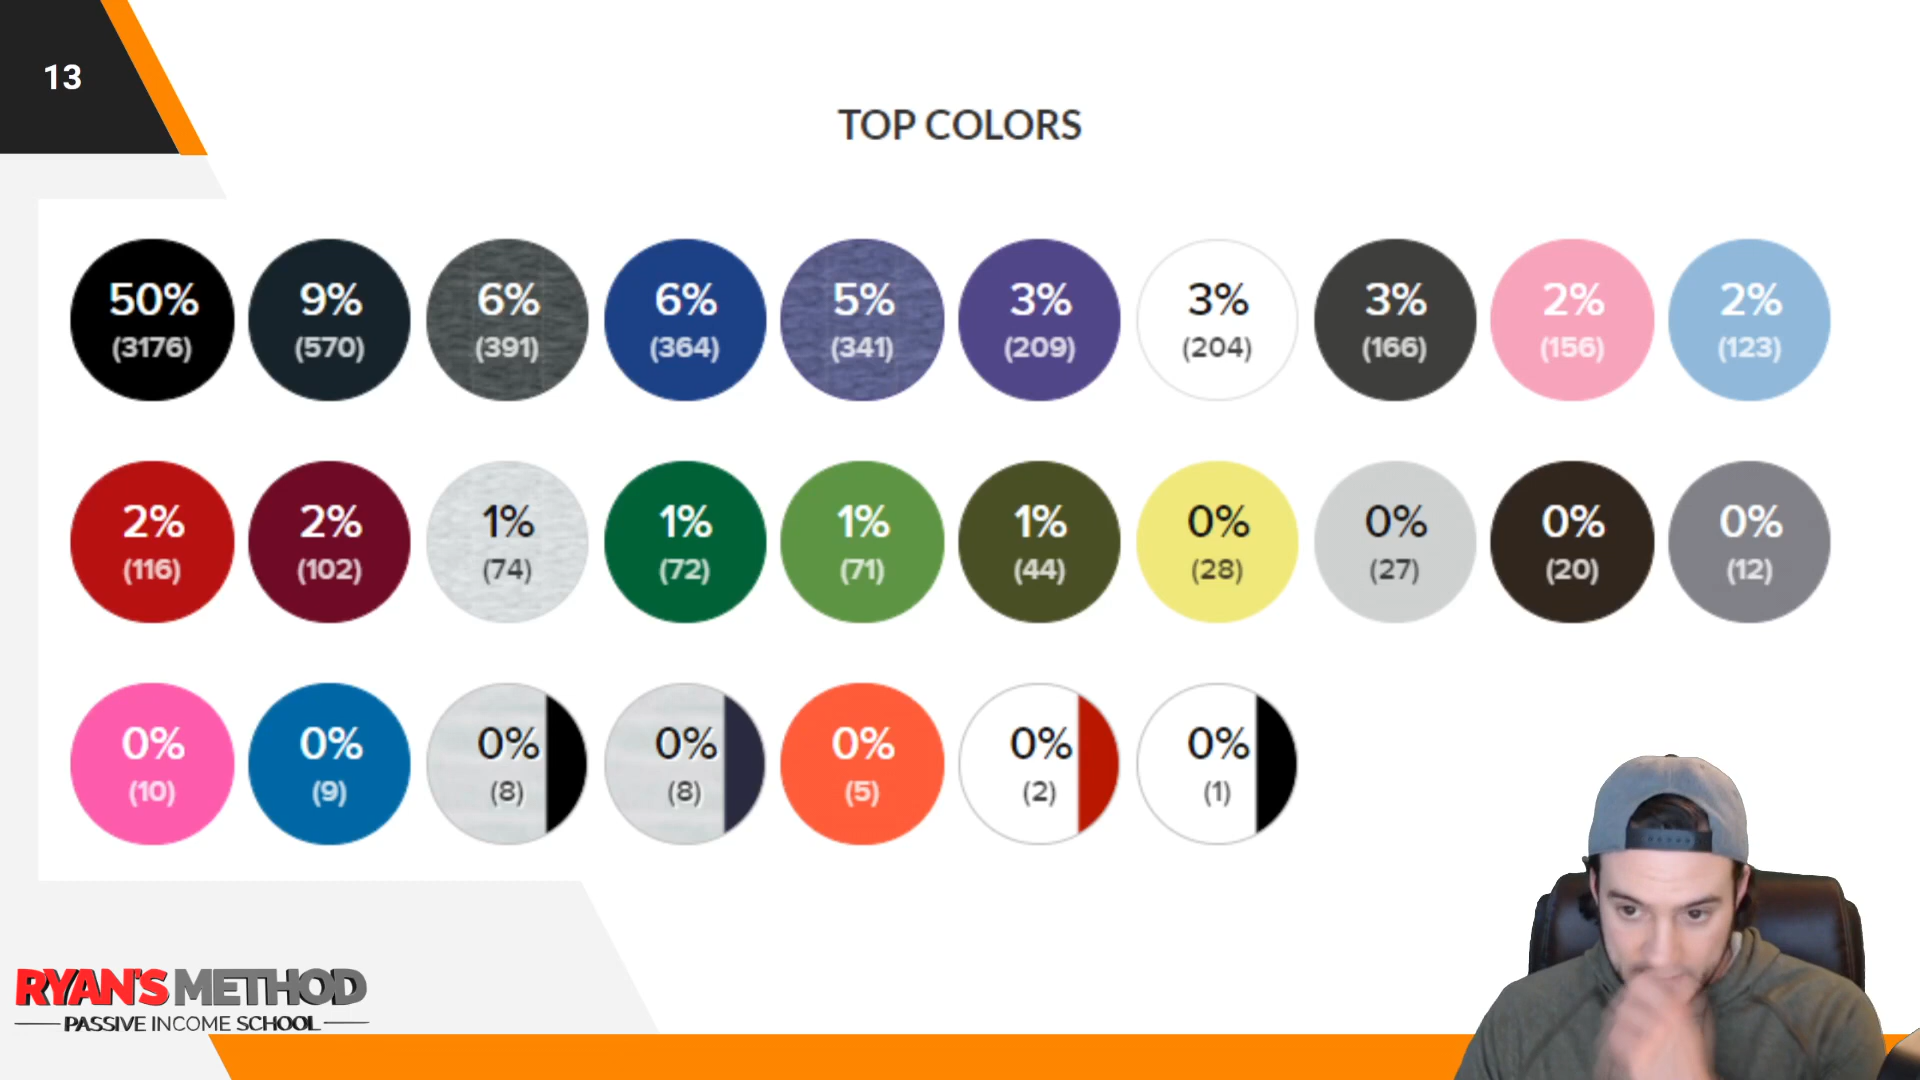 13
TOP COLORS
50% 9% 6% 6% 5% 3% 3% 3% 2% 2%
(3176) (570) (391) (364) (341) (209) (204) (166) (156) (123)
2% 2% 1% 1% 1% 1% 0% 0% 0% 0%
(116) (102) (74) (72) (71) (44) (28) (27) (20) (12)
0% 0% 0% 0% 0% 0% 0%
(10) (9) (8) (8) (5) (2) (1)
RYAN'S METHOD
PASSIVE INCOME SCHOOL